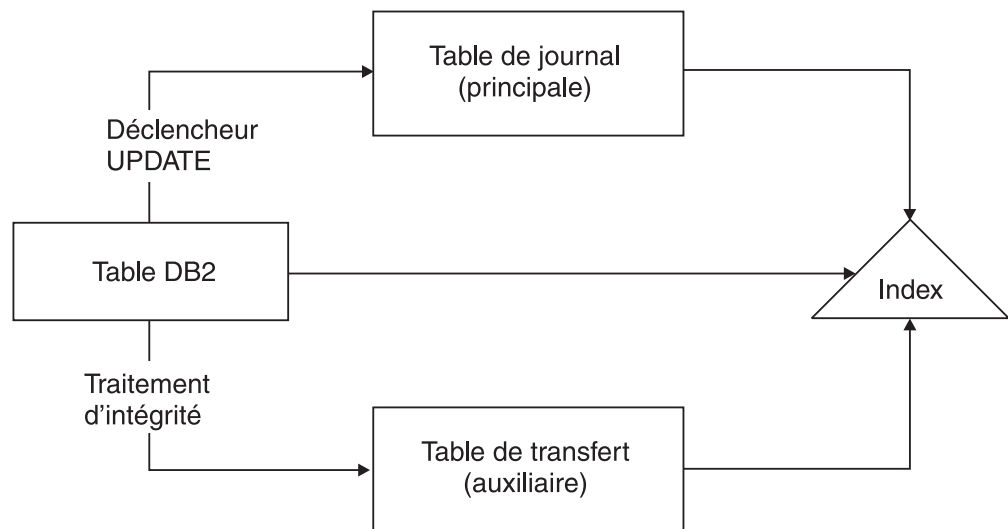 Table de journal
(principale)
Déclencheur
UPDATE
Table DB2
Index
Traitement
d'intégrité
Table de transfert
(auxiliaire)